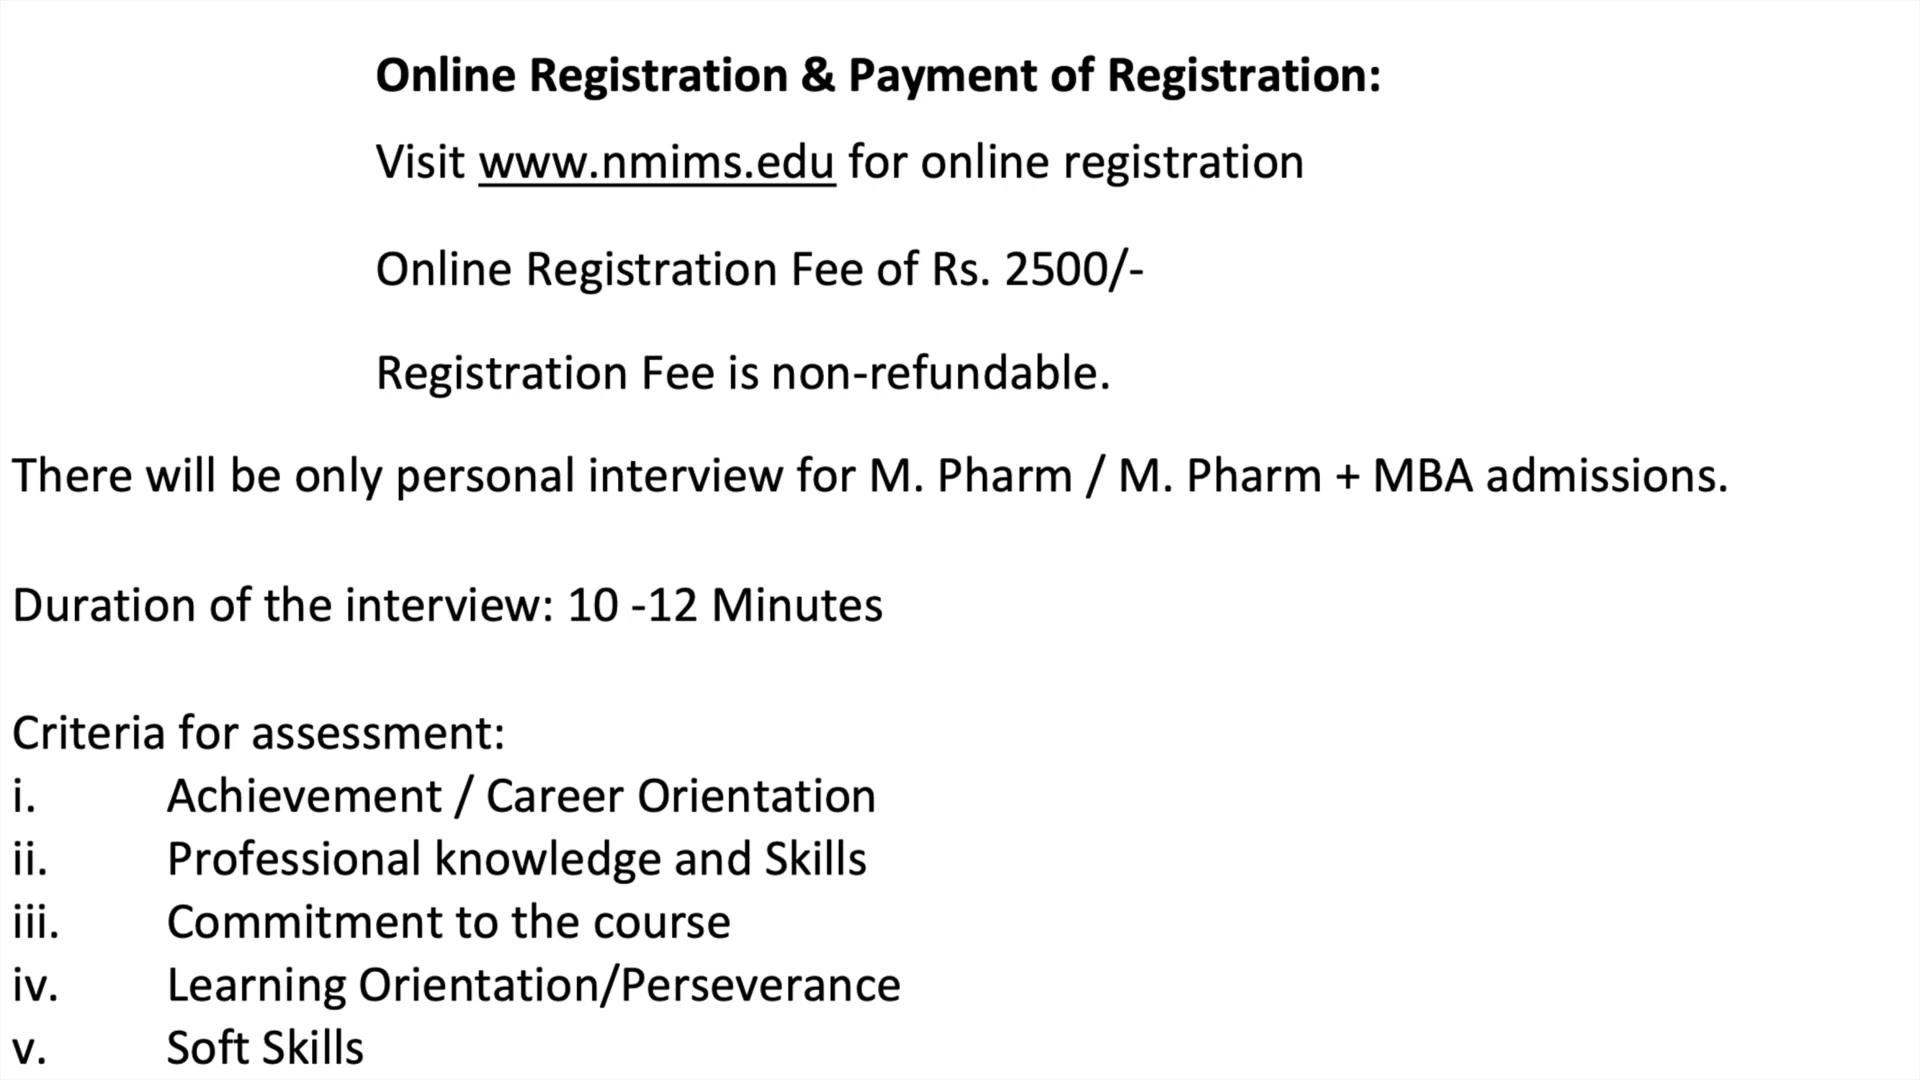 Online Registration & Payment of Registration:
Visit www.nmims.edu for online registration
Online Registration Fee of Rs. 2500/-
Registration Fee is non-refundable.
There will be only personal interview for M. Pharm / M. Pharm + MBA admissions.
Duration of the interview: 10 -12 Minutes
Criteria for assessment:
i. Achievement / Career Orientation
ii. Professional knowledge and Skills
iii. Commitment to the course
iv. Learning Orientation/Perseverance
v. Soft Skills